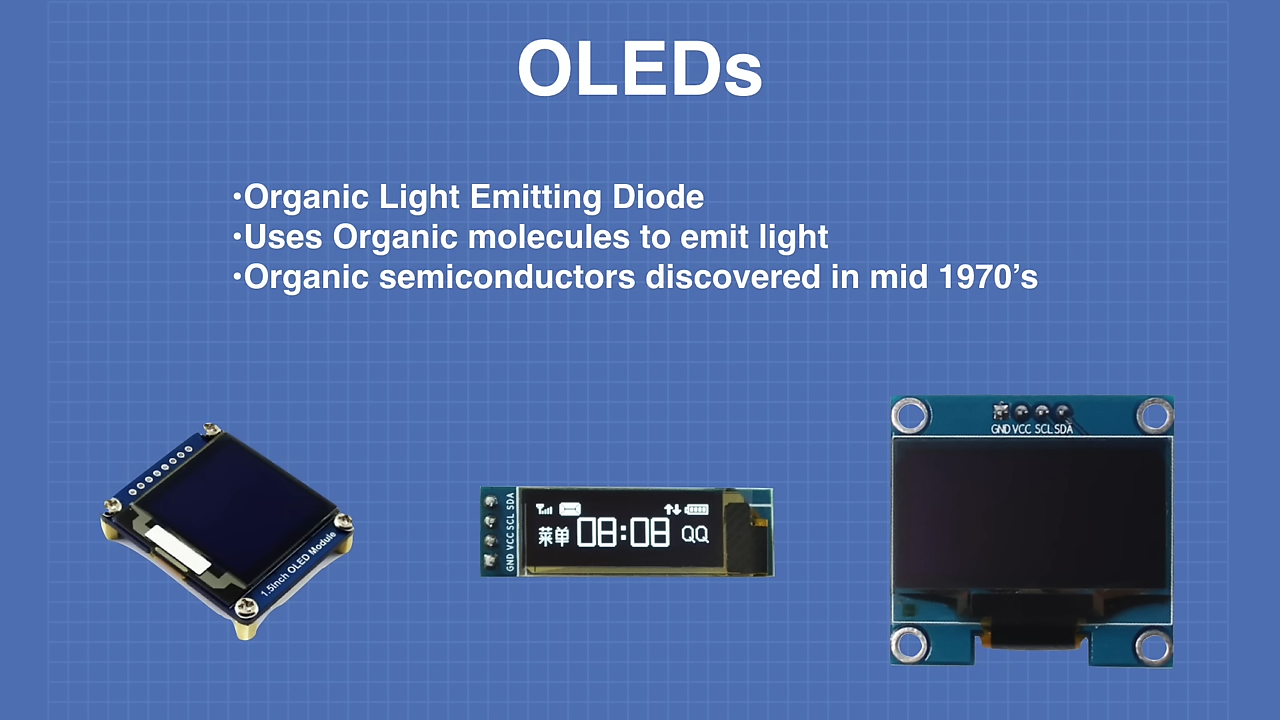 OLEDs
•Organic Light Emitting Diode
•Uses Organic molecules to emit light
•Organic semiconductors discovered in mid 1970’s
1.5inch OLED Module
GND VCC SCL SDA
菜单 08:08 QQ
GND VCC SCL SDA